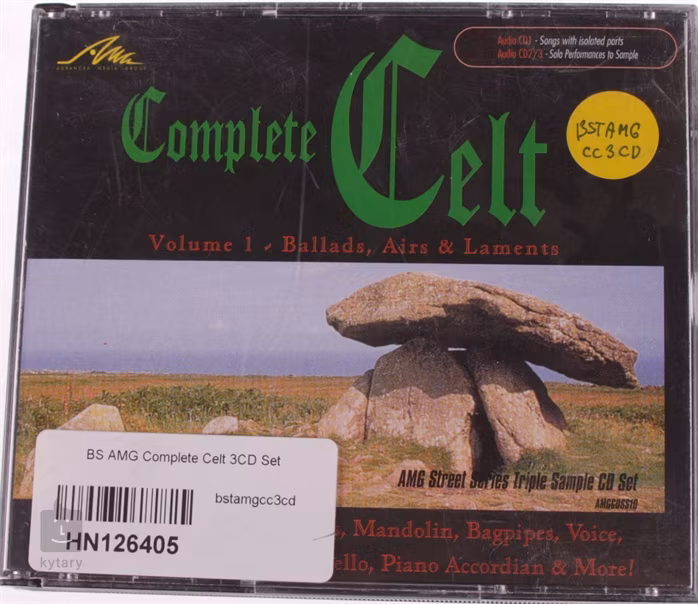 AMG
ADVANCED MEDIA GROUP
Audio CD1 - Songs with isolated parts
Audio CD2/3 - Solo Performances to Sample
Complete Celt
BSTAMG
CC3CD
Volume 1 - Ballads, Airs & Laments
AMG Street Series Triple Sample CD Set
BS AMG Complete Celt 3CD Set
bstamgcc3cd
HN126405
kytary
Mandolin, Bagpipes, Voice,
Piano Accordian & More!